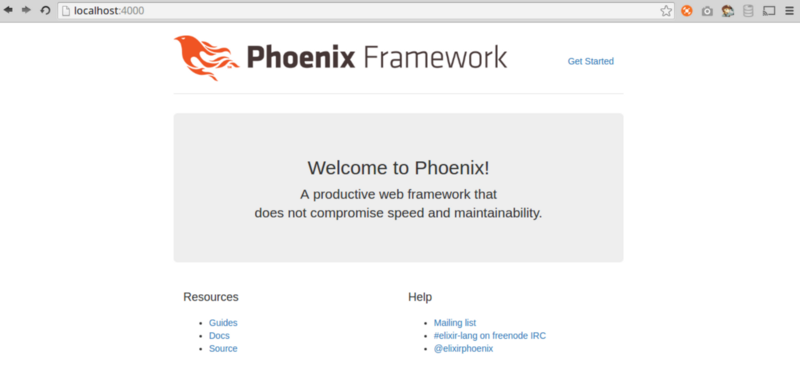 localhost:4000
Phoenix Framework
Get Started
Welcome to Phoenix!
A productive web framework that
does not compromise speed and maintainability.
Resources
Guides
Docs
Source
Help
Mailing list
#elixir-lang on freenode IRC
@elixirphoenix